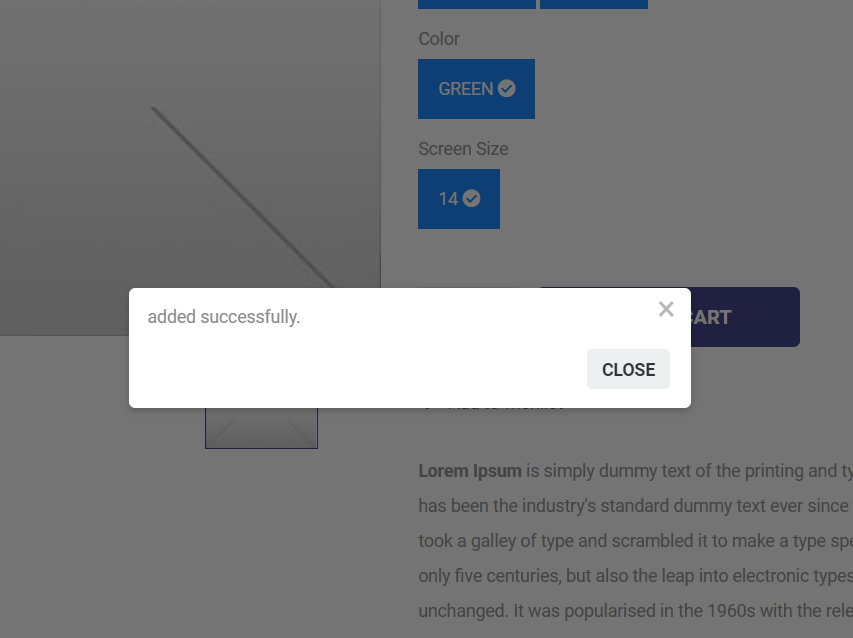 Color
GREEN
Screen Size
14
added successfully.
×
CART
CLOSE
Lorem Ipsum is simply dummy text of the printing and ty
has been the industry's standard dummy text ever since
took a galley of type and scrambled it to make a type spe
only five centuries, but also the leap into electronic types
unchanged. It was popularised in the 1960s with the rele